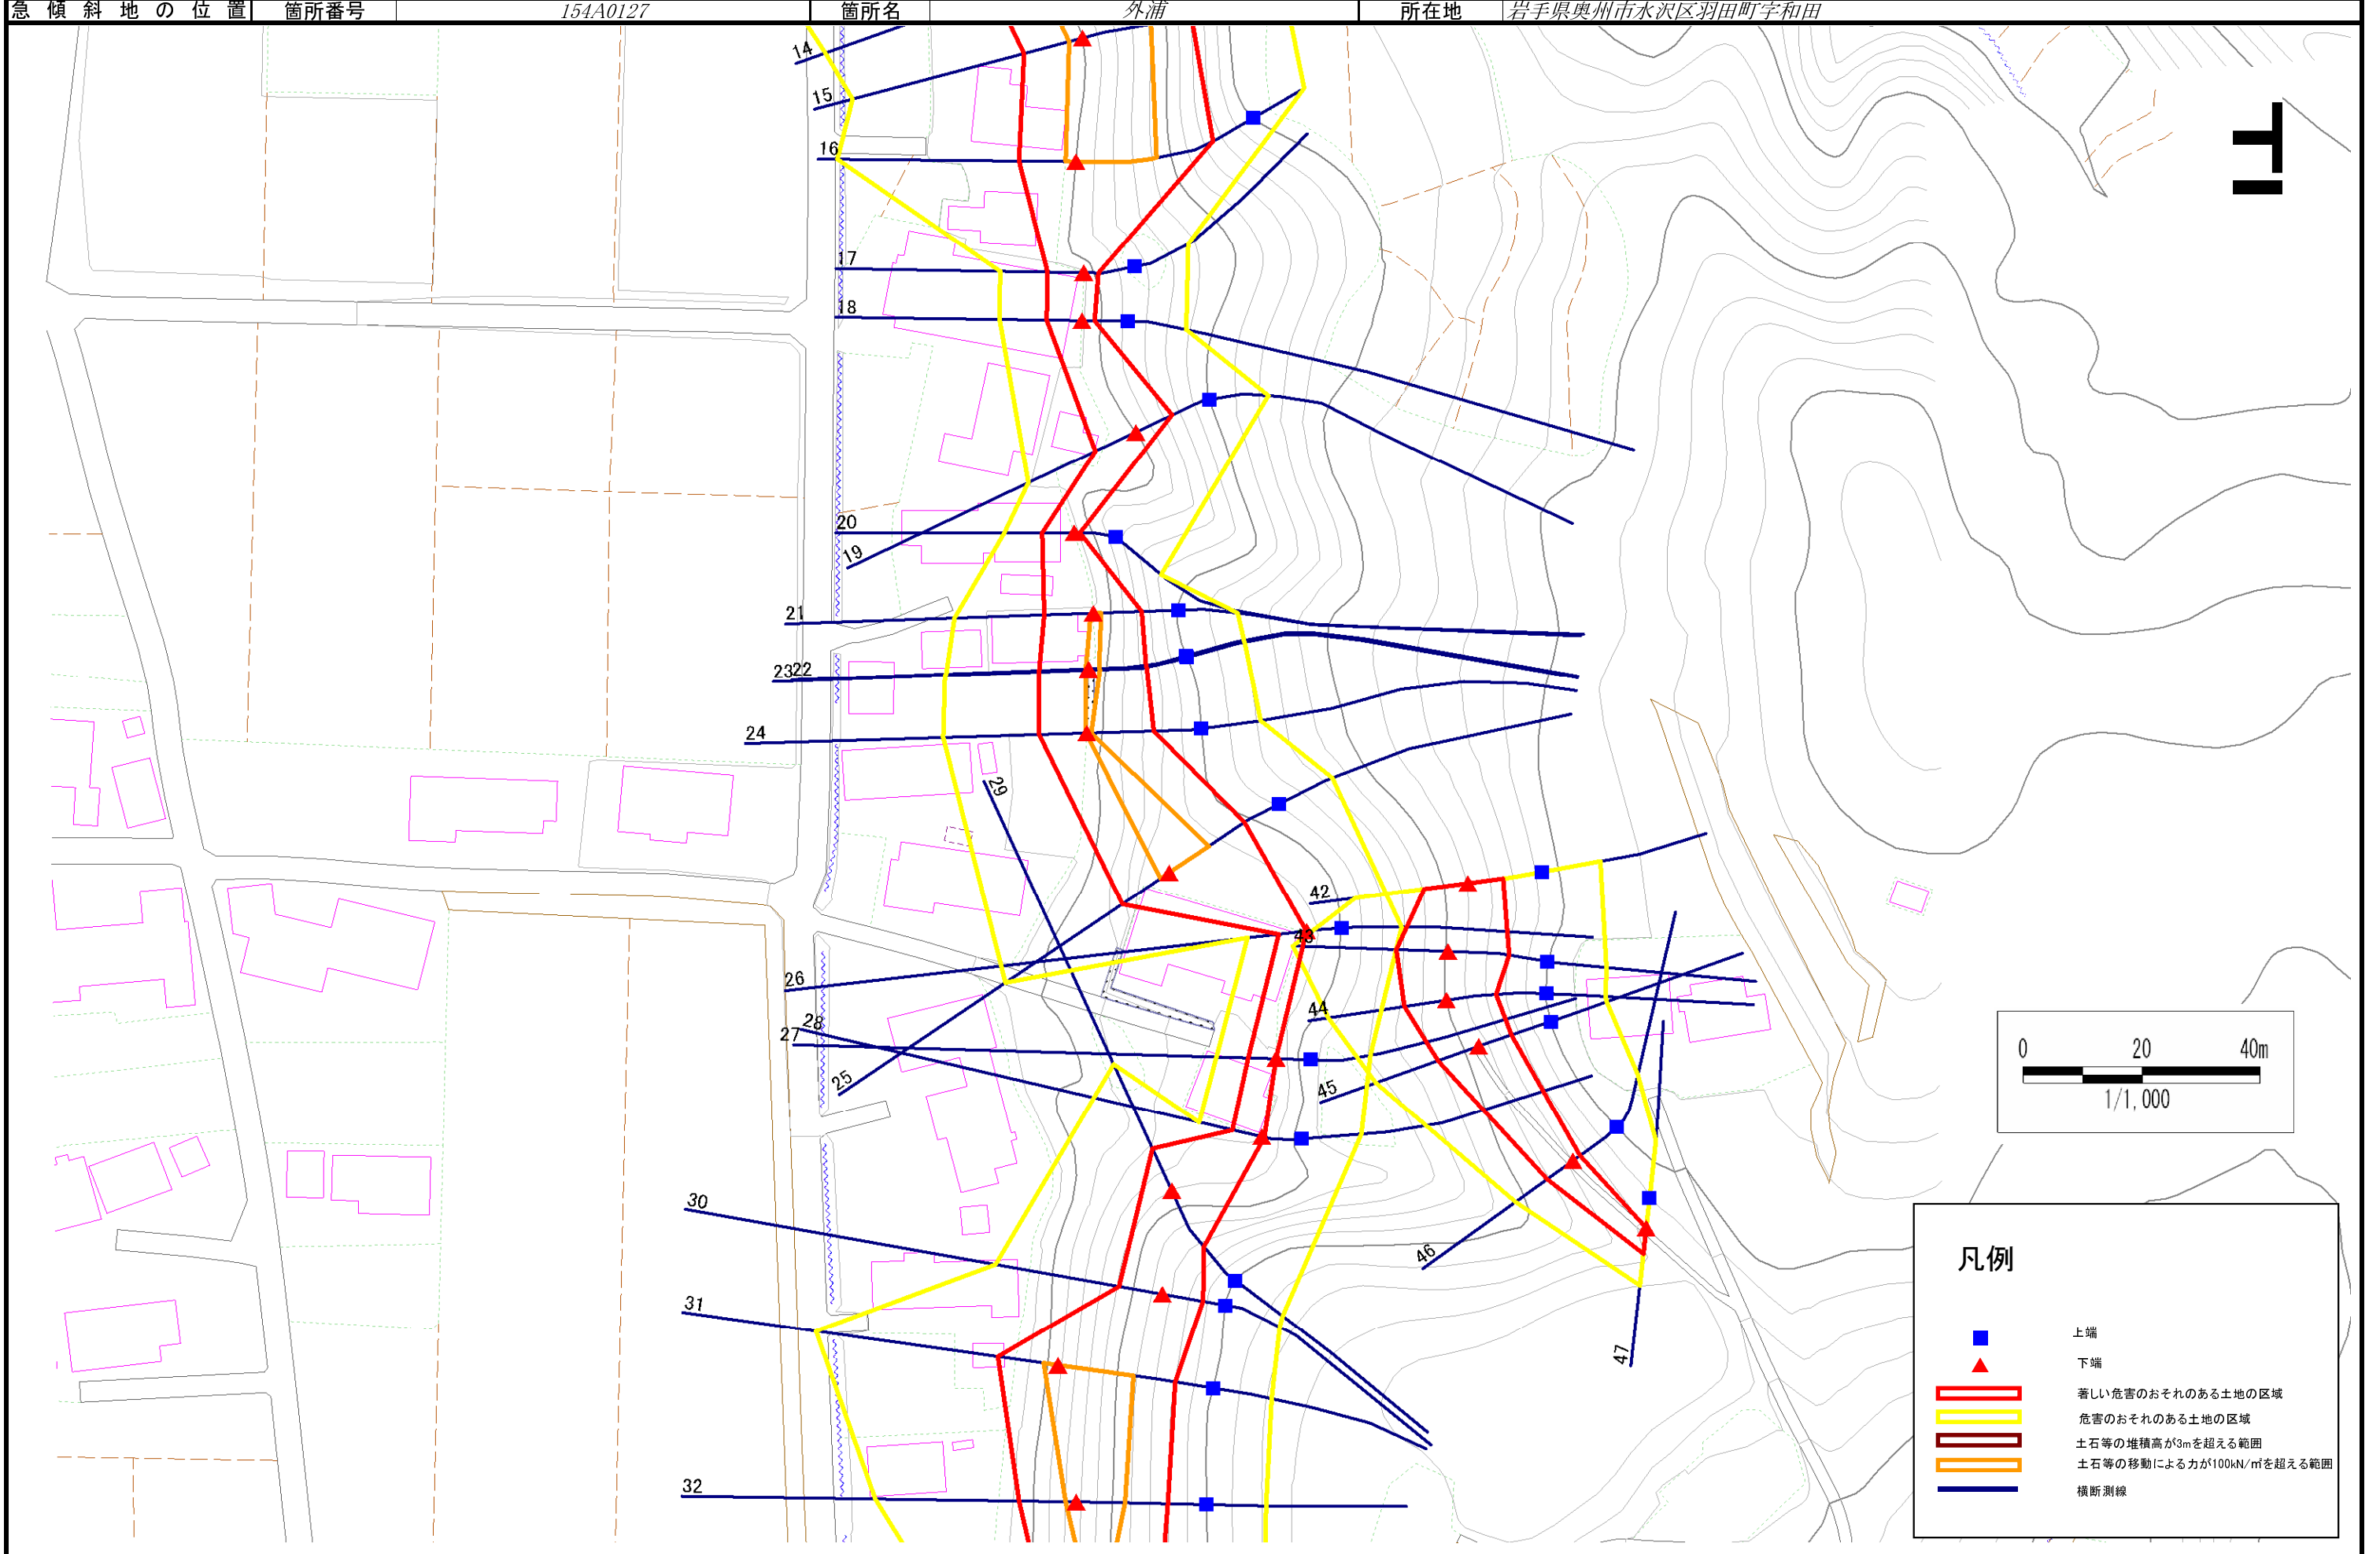 急傾斜地の位置 箇所番号 154A0127 箇所名 外浦 所在地 岩手県奥州市水沢区羽田町字和田
14
15
16
17
18
20
19
21
2322
24
29
42
43
26
44
28
27
25
45
30
46
31
47
32
0 20 40m
1/1,000
凡例
上端
下端
著しい危害のおそれのある土地の区域
危害のおそれのある土地の区域
土石等の堆積高が3mを超える範囲
土石等の移動による力が100kN/㎡を超える範囲
横断測線